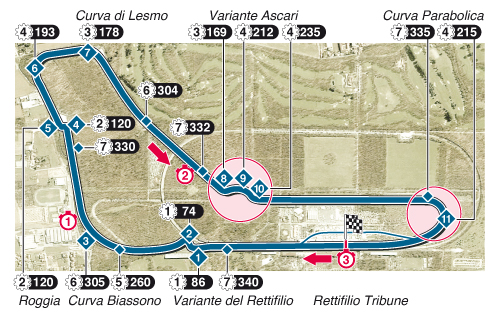 Curva di Lesmo Variante Ascari Curva Parabolica
4 193 3 178 3 169 4 212 4 235 7 335 4 215
7
6
6 304
5 4 2 120
7 332
7 330
2
8 9 10
1
1 74
11
3
2
1
3
2 120 6 305 5 260 1 86 7 340
Roggia Curva Biassono Variante del Rettifilio Rettifilio Tribune